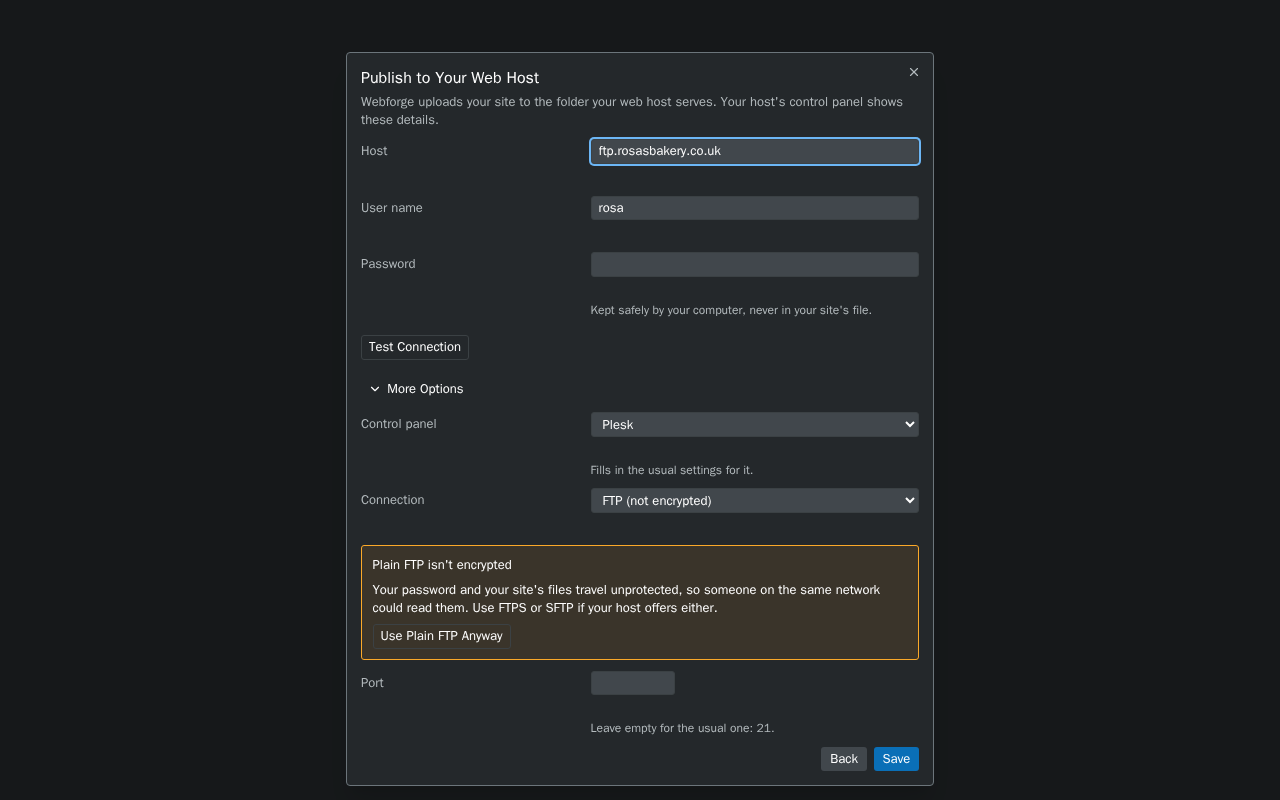 Publish to Your Web Host
Webforge uploads your site to the folder your web host serves. Your host's control panel shows
these details.
Host
ftp.rosasbakery.co.uk
User name
rosa
Password
Kept safely by your computer, never in your site's file.
Test Connection
More Options
Control panel
Plesk
Fills in the usual settings for it.
Connection
FTP (not encrypted)
Plain FTP isn't encrypted
Your password and your site's files travel unprotected, so someone on the same network
could read them. Use FTPS or SFTP if your host offers either.
Use Plain FTP Anyway
Port
Leave empty for the usual one: 21.
Back
Save